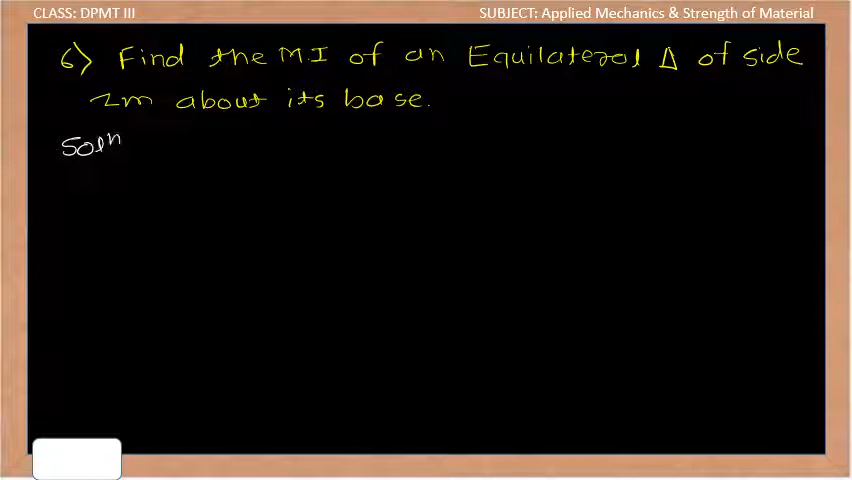 CLASS: DPMT III
SUBJECT: Applied Mechanics & Strength of Material
6) Find the M.I of an Equilateral Δ of side
2m about its base.
Solⁿ